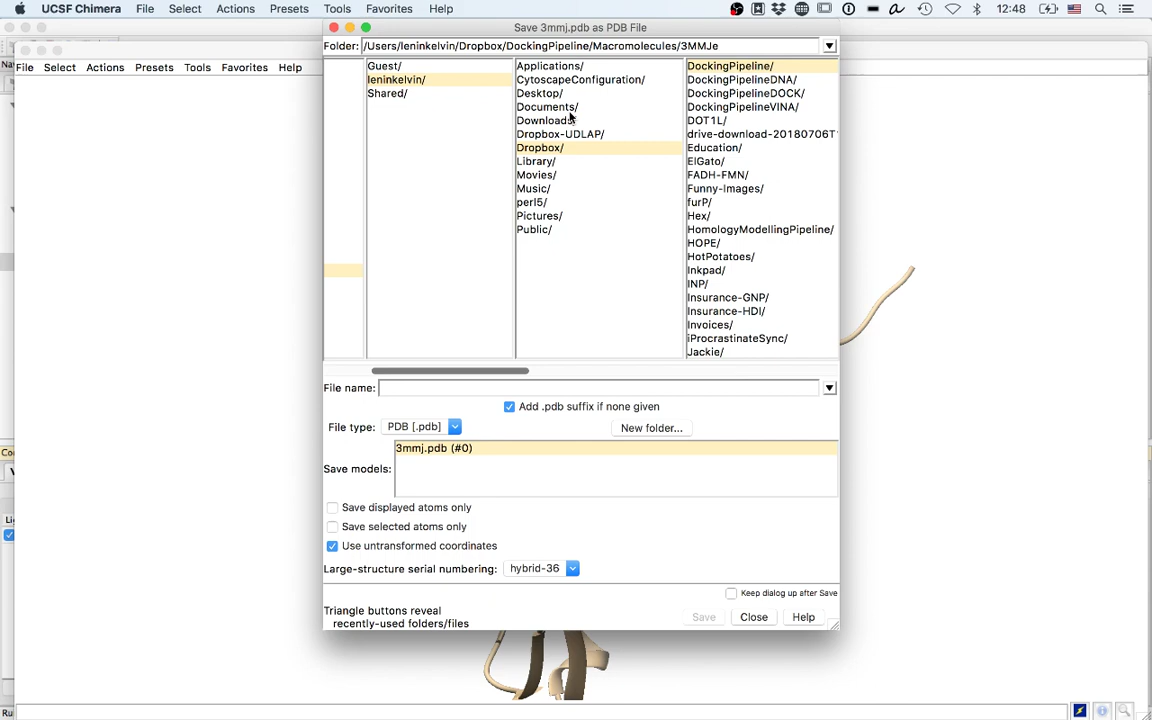 UCSF Chimera File Select Actions Presets Tools Favorites Help 12:48
Save 3mmj.pdb as PDB File
File Select Actions Presets Tools Favorites Help
Folder: /Users/leninkelvin/Dropbox/DockingPipeline/Macromolecules/3MMJe
Guest/
leninkelvin/
Shared/
Applications/
CytoscapeConfiguration/
Desktop/
Documents/
Downloads/
Dropbox-UDLAP/
Dropbox/
Library/
Movies/
Music/
perl5/
Pictures/
Public/
DockingPipeline/
DockingPipelineDNA/
DockingPipelineDOCK/
DockingPipelineVINA/
DOT1L/
drive-download-20180706T
Education/
ElGato/
FADH-FMN/
Funny-Images/
furP/
Hex/
HomologyModellingPipeline/
HOPE/
HotPotatoes/
Inkpad/
INP/
Insurance-GNP/
Insurance-HDI/
Invoices/
iProcrastinateSync/
Jackie/
File name:
Add .pdb suffix if none given
File type: PDB [.pdb] New folder...
Save models: 3mmj.pdb (#0)
Save displayed atoms only
Save selected atoms only
Use untransformed coordinates
Large-structure serial numbering: hybrid-36
Keep dialog up after Save
Triangle buttons reveal
recently-used folders/files
Save Close Help